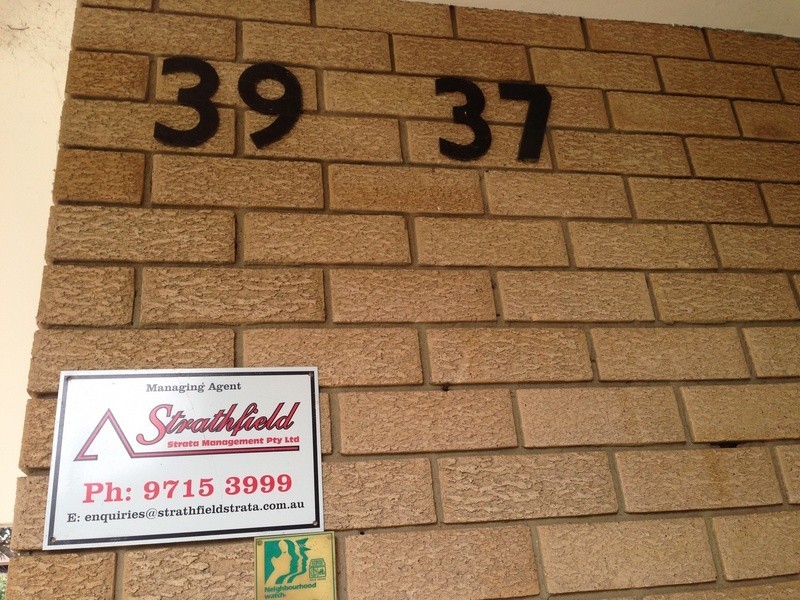 39 37
Managing Agent
Strathfield
Strata Management Pty Ltd
Ph: 9715 3999
E: enquiries@strathfieldstrata.com.au
Neighbourhood
watch.